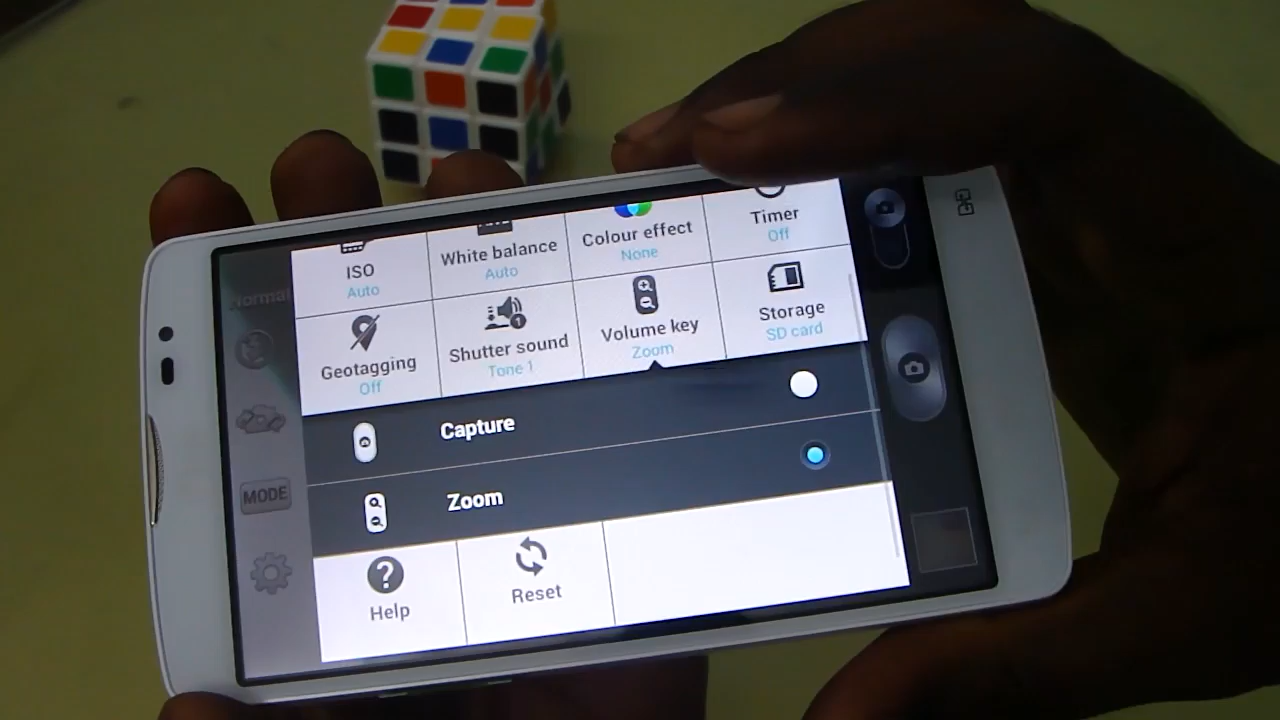 Normal
ISO
Auto
White balance
Auto
Colour effect
None
Timer
Off
Geotagging
Off
Shutter sound
Tone 1
Volume key
Zoom
Storage
SD card
Capture
MODE
Zoom
Help
Reset